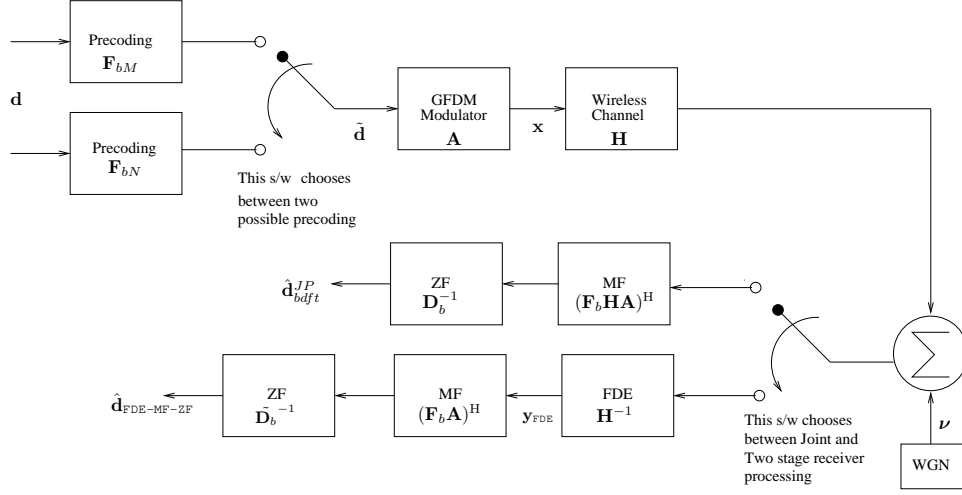 Precoding
F_{bM}
d
Precoding
F_{bN}
This s/w chooses
between two
possible precoding
d̃
GFDM
Modulator
A
x
Wireless
Channel
H
d̂^{JP}_{bdft}
ZF
D_b^{-1}
MF
(F_bHA)^H
d̂_{FDE-MF-ZF}
ZF
D̃_b^{-1}
MF
(F_bA)^H
y_{FDE}
FDE
H^{-1}
This s/w chooses
between Joint and
Two stage receiver
processing
∑
ν
WGN